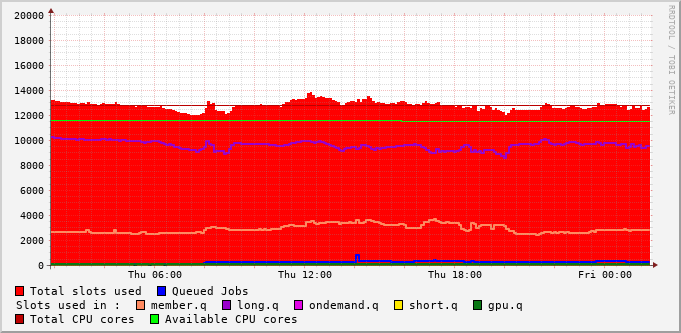 20000
18000
16000
14000
12000
10000
8000
6000
4000
2000
0
Thu 06:00 Thu 12:00 Thu 18:00 Fri 00:00
RRDTOOL / TOBI OETIKER
Total slots used Queued Jobs
Slots used in : member.q long.q ondemand.q short.q gpu.q
Total CPU cores Available CPU cores